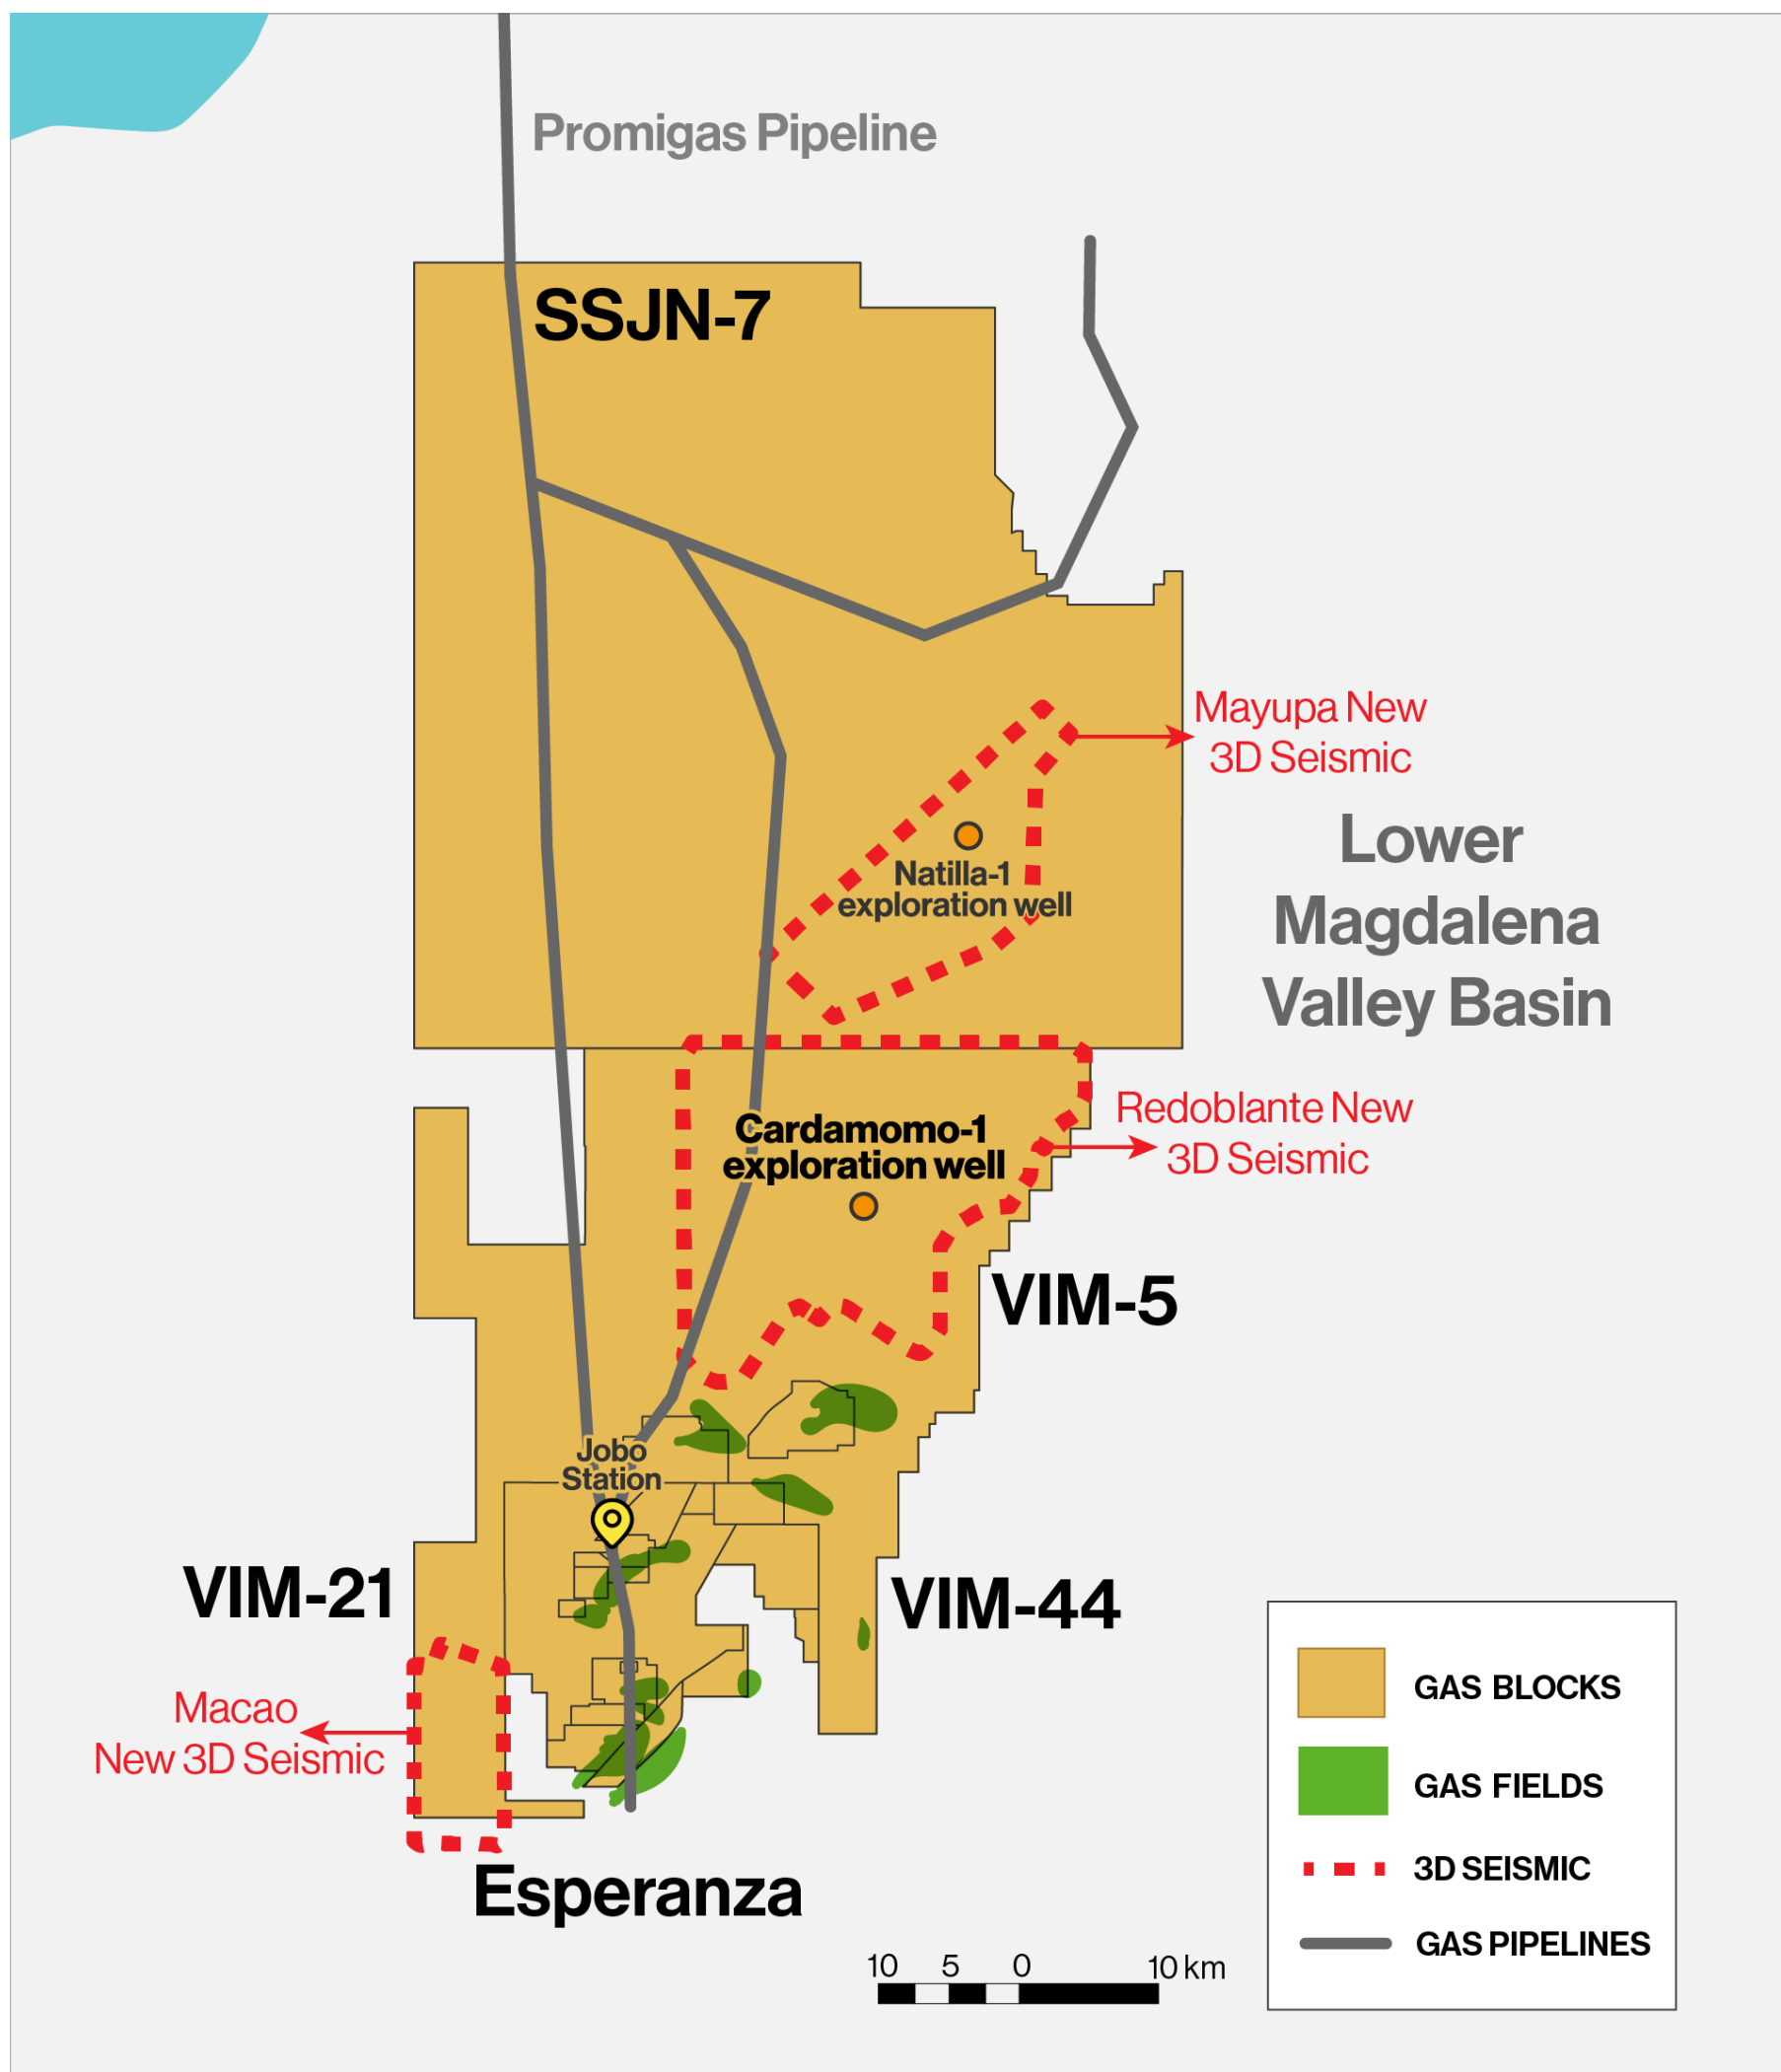 Promigas Pipeline
SSJN-7
Mayupa New
3D Seismic
Natilla-1
exploration well
Lower
Magdalena
Valley Basin
Redoblante New
3D Seismic
Cardamomo-1
exploration well
VIM-5
Jobo
Station
VIM-21
VIM-44
Macao
New 3D Seismic
Esperanza
GAS BLOCKS
GAS FIELDS
3D SEISMIC
GAS PIPELINES
10 5 0 10 km